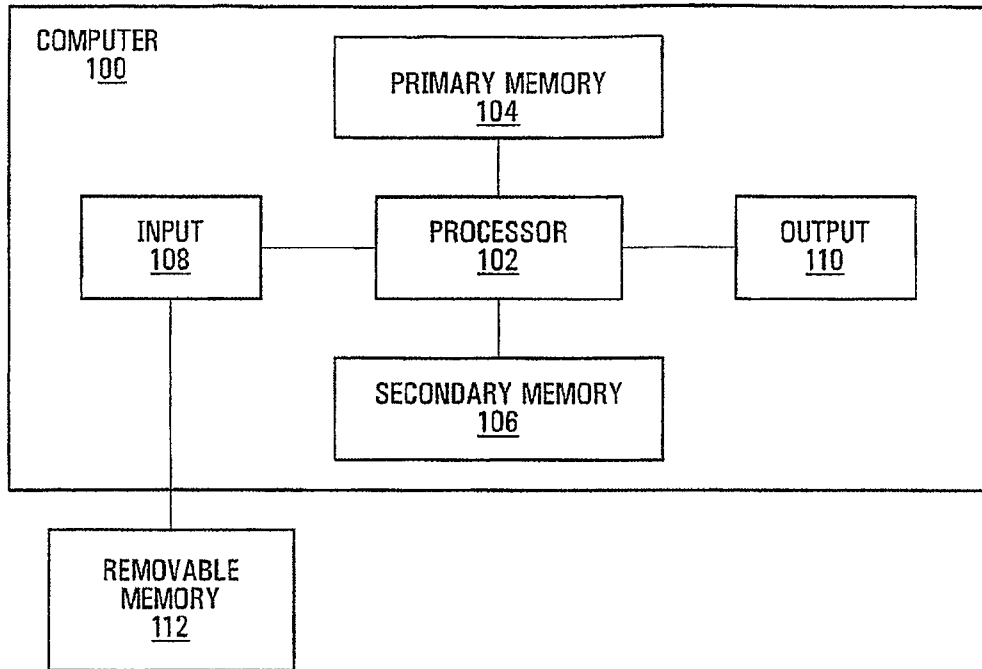 COMPUTER
100
PRIMARY MEMORY
104
INPUT
108
PROCESSOR
102
OUTPUT
110
SECONDARY MEMORY
106
REMOVABLE
MEMORY
112